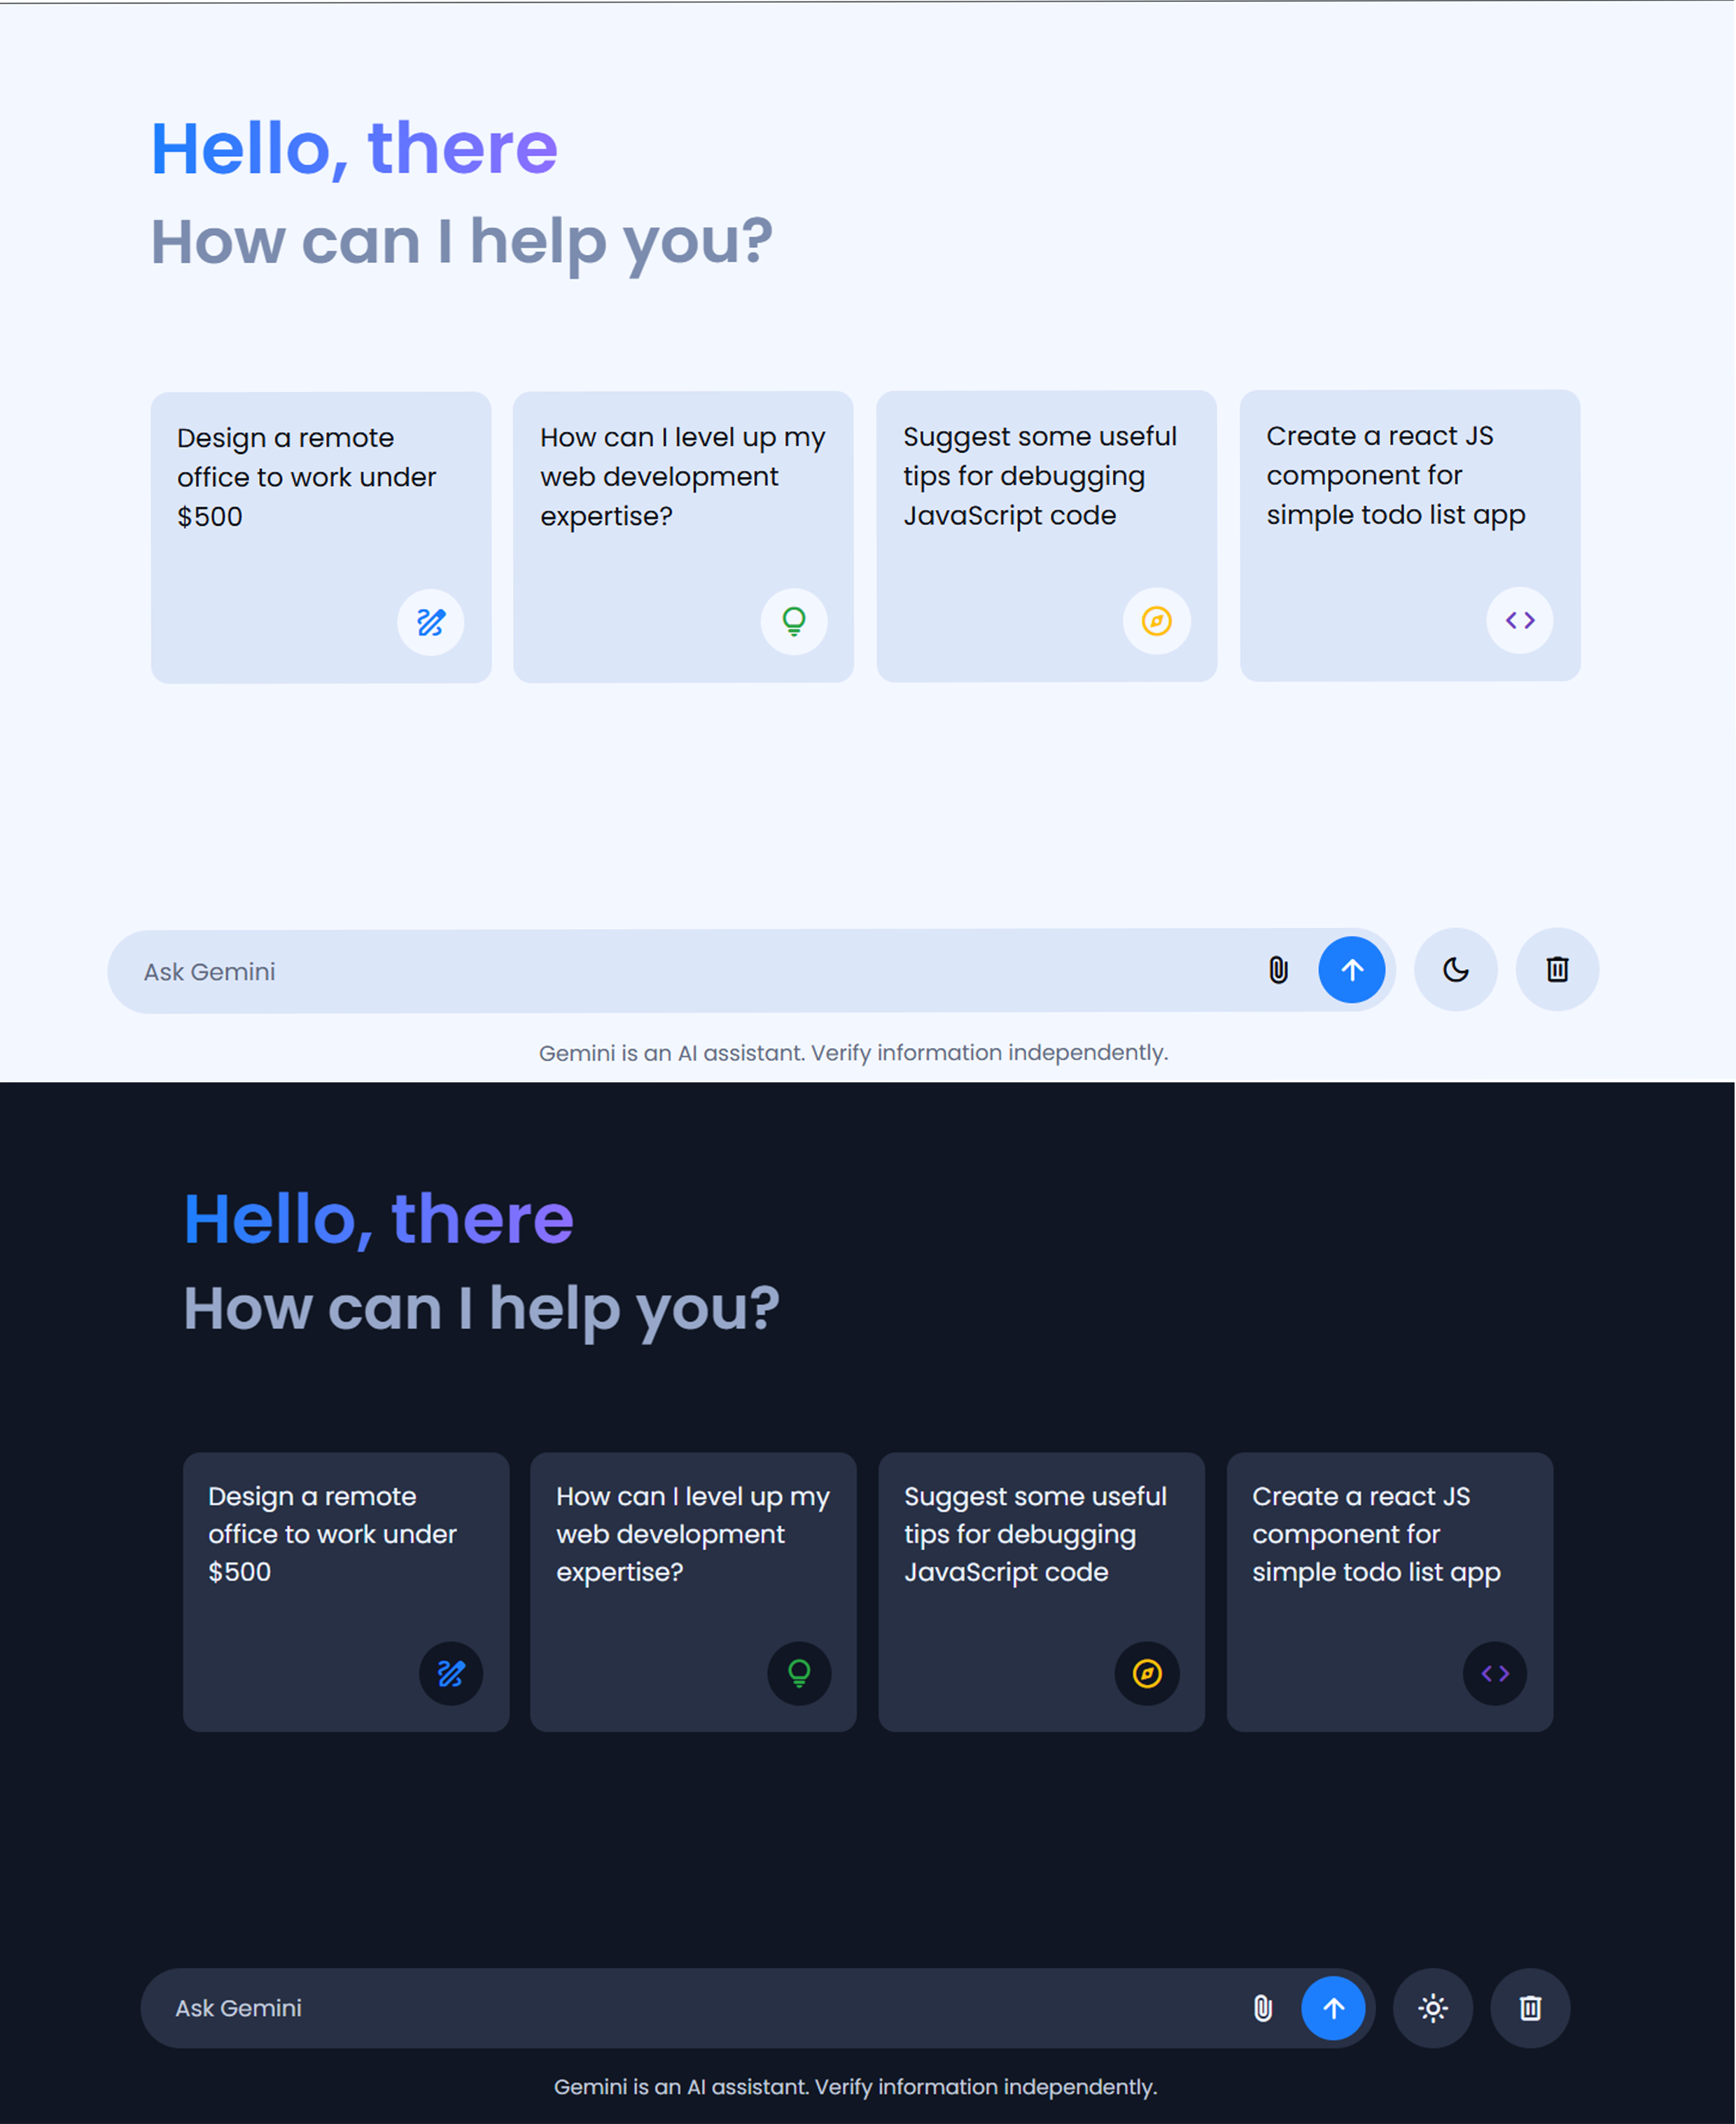 Hello, there
How can I help you?
Design a remote
office to work under
$500
How can I level up my
web development
expertise?
Suggest some useful
tips for debugging
JavaScript code
Create a react JS
component for
simple todo list app
Ask Gemini
Gemini is an AI assistant. Verify information independently.
Hello, there
How can I help you?
Design a remote
office to work under
$500
How can I level up my
web development
expertise?
Suggest some useful
tips for debugging
JavaScript code
Create a react JS
component for
simple todo list app
Ask Gemini
Gemini is an AI assistant. Verify information independently.